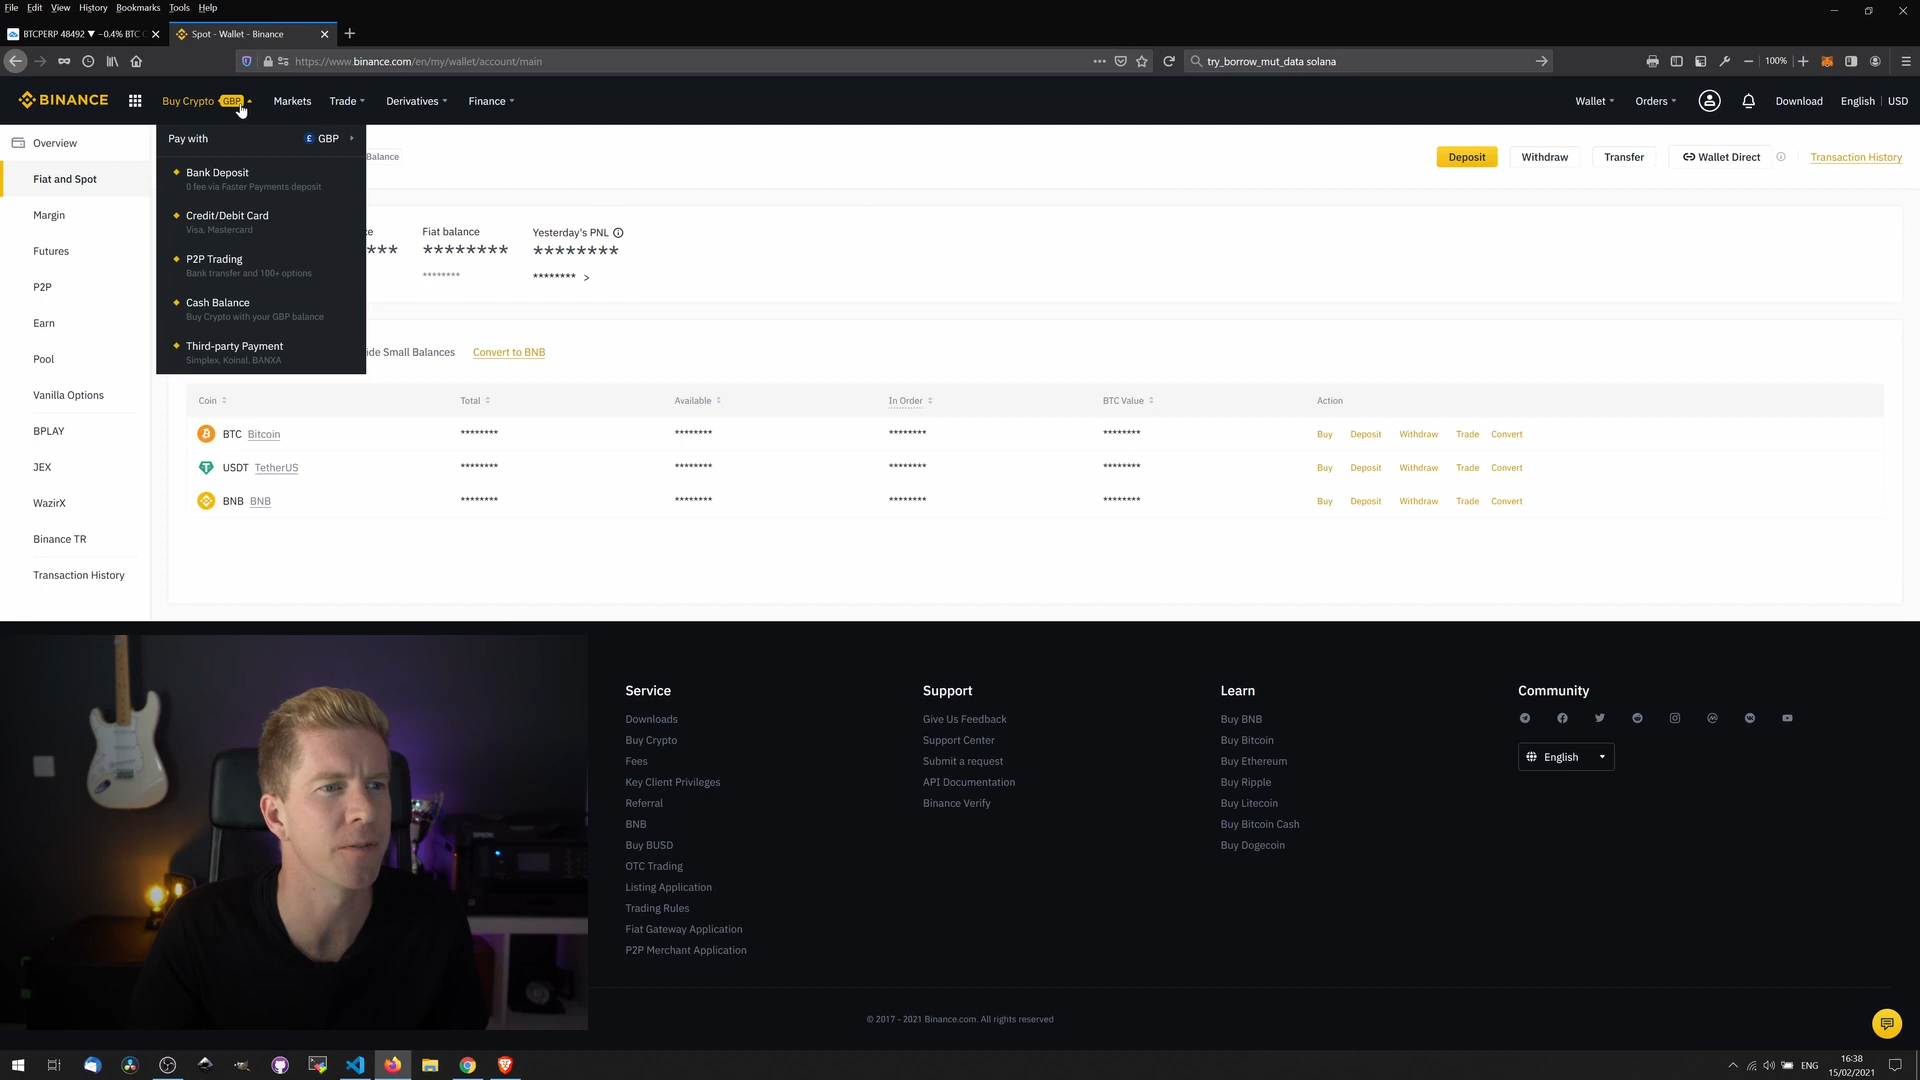 File Edit View History Bookmarks Tools Help
BTCPERP 48492 ▼ −0.4% BTC
Spot - Wallet - Binance
https://www.binance.com/en/my/wallet/account/main
try_borrow_mut_data solana
100%
BINANCE
Buy Crypto GBP
Markets
Trade
Derivatives
Finance
Wallet
Orders
Download
English | USD
Overview
Fiat and Spot
Margin
Futures
P2P
Earn
Pool
Vanilla Options
BPLAY
JEX
WazirX
Binance TR
Transaction History
Pay with £ GBP
Bank Deposit
0 fee via Faster Payments deposit
Credit/Debit Card
Visa, Mastercard
P2P Trading
Bank transfer and 100+ options
Cash Balance
Buy Crypto with your GBP balance
Third-party Payment
Simplex, Koinal, BANXA
Balance
Deposit
Withdraw
Transfer
Wallet Direct
Transaction History
ce
***
Fiat balance
********
********
Yesterday's PNL
********
******** >
ide Small Balances
Convert to BNB
Coin Total Available In Order BTC Value Action
BTC Bitcoin ******** ******** ******** ******** Buy Deposit Withdraw Trade Convert
USDT TetherUS ******** ******** ******** ******** Buy Deposit Withdraw Trade Convert
BNB BNB ******** ******** ******** ******** Buy Deposit Withdraw Trade Convert
Service
Downloads
Buy Crypto
Fees
Key Client Privileges
Referral
BNB
Buy BUSD
OTC Trading
Listing Application
Trading Rules
Fiat Gateway Application
P2P Merchant Application
Support
Give Us Feedback
Support Center
Submit a request
API Documentation
Binance Verify
Learn
Buy BNB
Buy Bitcoin
Buy Ethereum
Buy Ripple
Buy Litecoin
Buy Bitcoin Cash
Buy Dogecoin
Community
English
EPSON
© 2017 - 2021 Binance.com. All rights reserved
ENG
16:38
15/02/2021